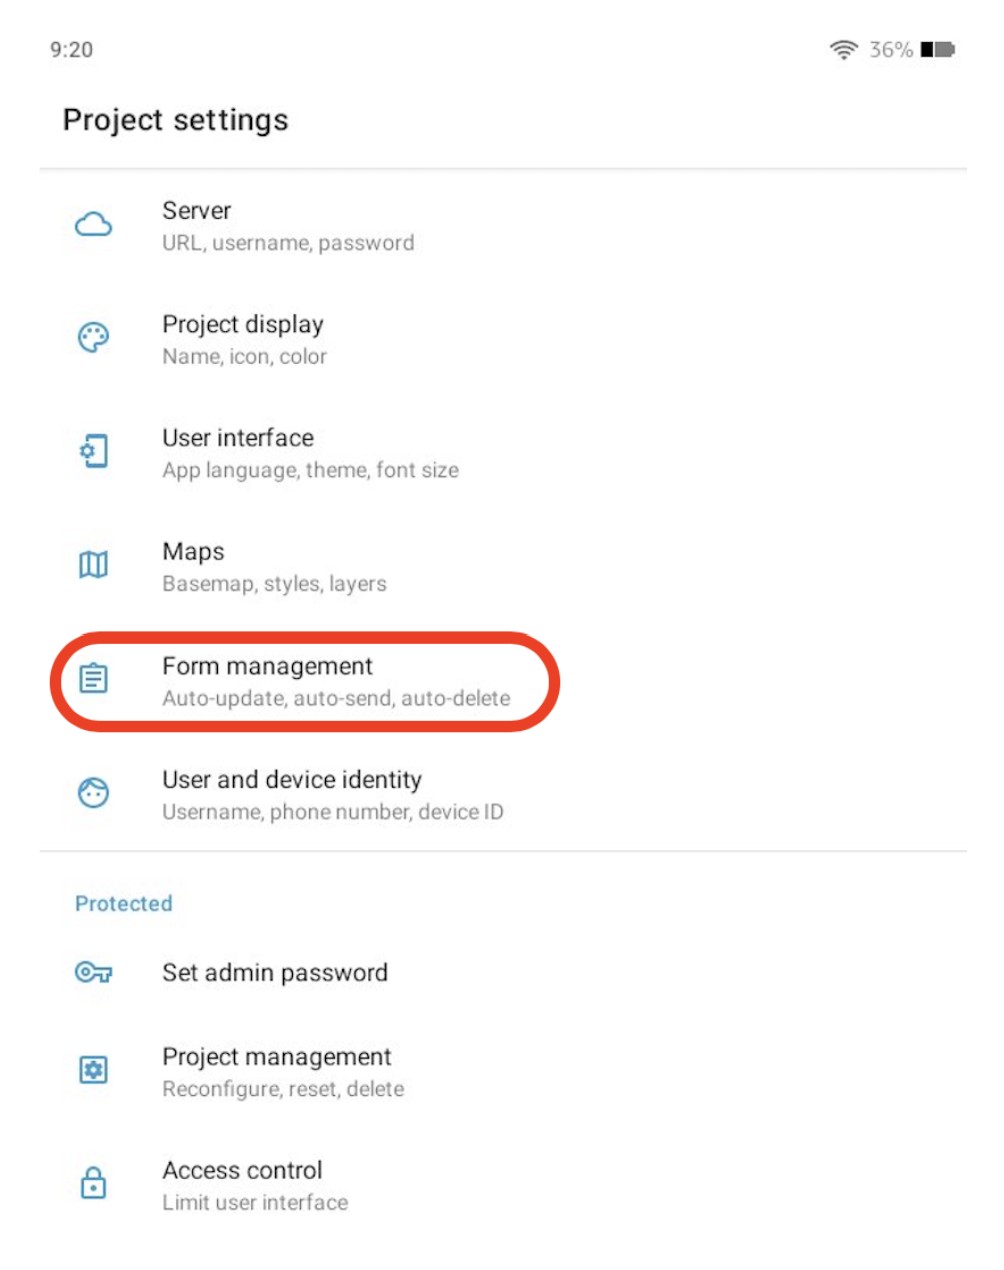 9:20
36%
Project settings
Server
URL, username, password
Project display
Name, icon, color
User interface
App language, theme, font size
Maps
Basemap, styles, layers
Form management
Auto-update, auto-send, auto-delete
User and device identity
Username, phone number, device ID
Protected
Set admin password
Project management
Reconfigure, reset, delete
Access control
Limit user interface